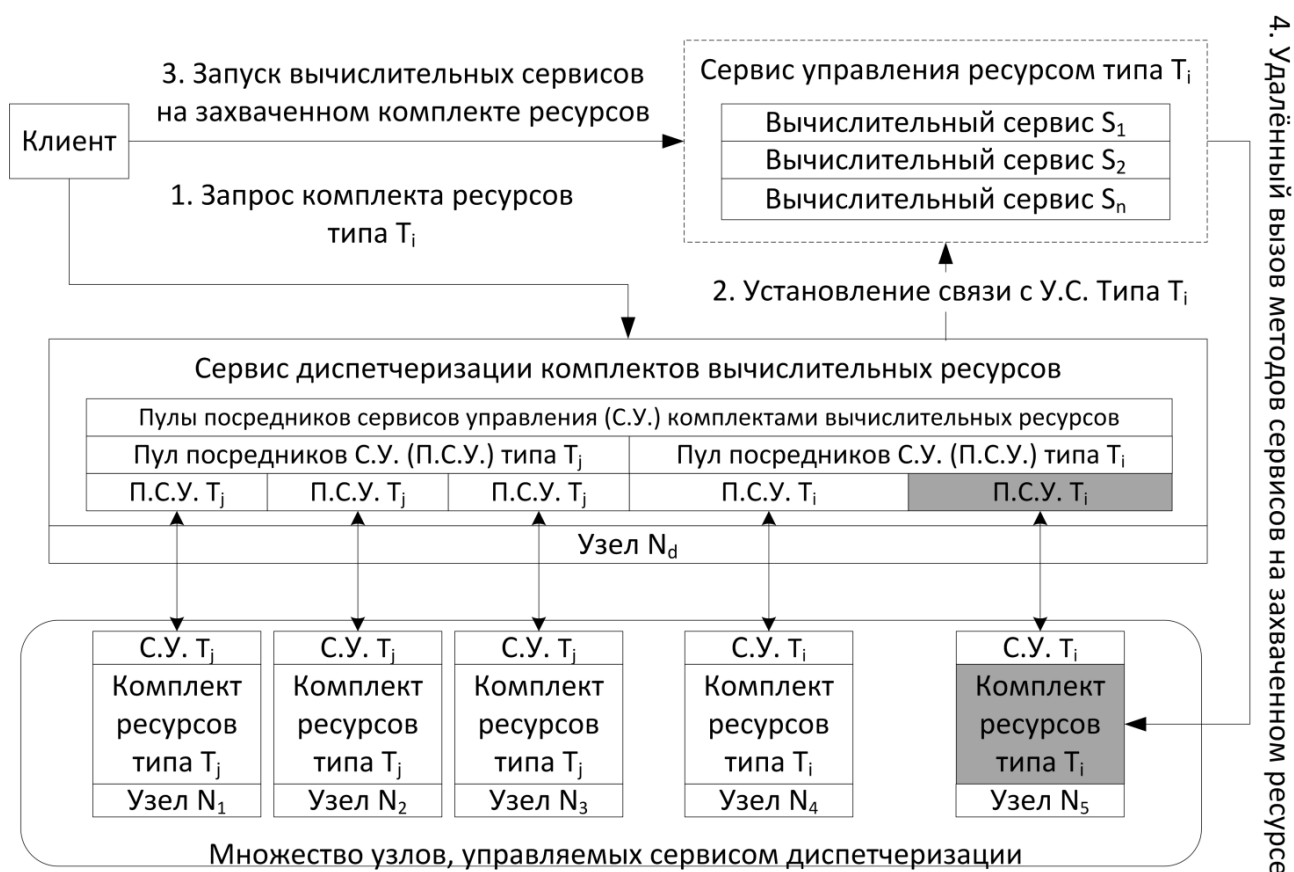 3. Запуск вычислительных сервисов
на захваченном комплекте ресурсов
Клиент
1. Запрос комплекта ресурсов
типа Ti
Сервис управления ресурсом типа Ti
Вычислительный сервис S1
Вычислительный сервис S2
Вычислительный сервис Sn
2. Установление связи с У.С. Типа Ti
4. Удалённый вызов методов сервисов на захваченном ресурсе
Сервис диспетчеризации комплектов вычислительных ресурсов
Пулы посредников сервисов управления (С.У.) комплектами вычислительных ресурсов
Пул посредников С.У. (П.С.У.) типа Tj
Пул посредников С.У. (П.С.У.) типа Ti
П.С.У. Tj
П.С.У. Tj
П.С.У. Tj
П.С.У. Ti
П.С.У. Ti
Узел Nd
С.У. Tj
Комплект
ресурсов
типа Tj
Узел N1
С.У. Tj
Комплект
ресурсов
типа Tj
Узел N2
С.У. Tj
Комплект
ресурсов
типа Tj
Узел N3
С.У. Ti
Комплект
ресурсов
типа Ti
Узел N4
С.У. Ti
Комплект
ресурсов
типа Ti
Узел N5
Множество узлов, управляемых сервисом диспетчеризации